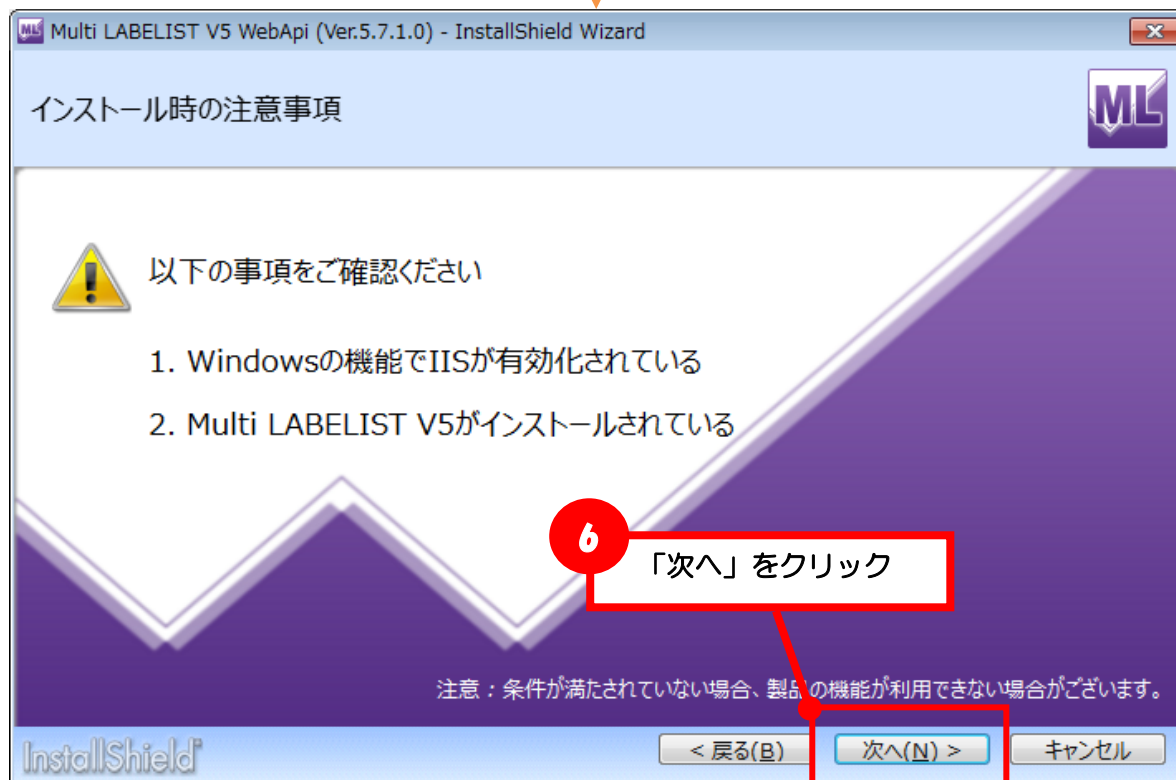 Multi LABELIST V5 WebApi (Ver.5.7.1.0) - InstallShield Wizard
インストール時の注意事項
ML
以下の事項をご確認ください
1. Windowsの機能でIISが有効化されている
2. Multi LABELIST V5がインストールされている
6
「次へ」をクリック
注意：条件が満たされていない場合、製品の機能が利用できない場合がございます。
InstallShield
< 戻る(B)
次へ(N) >
キャンセル